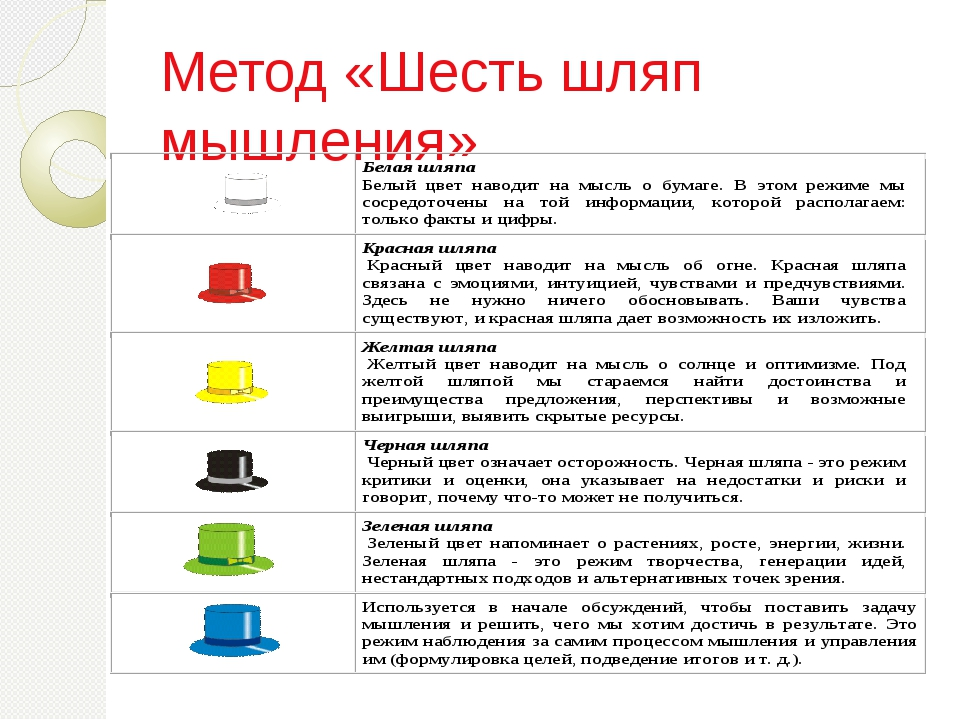 Метод «Шесть шляп
мышления»
Белая шляпа
Белый цвет наводит на мысль о бумаге. В этом режиме мы
сосредоточены на той информации, которой располагаем:
только факты и цифры.
Красная шляпа
Красный цвет наводит на мысль об огне. Красная шляпа
связана с эмоциями, интуицией, чувствами и предчувствиями.
Здесь не нужно ничего обосновывать. Ваши чувства
существуют, и красная шляпа дает возможность их изложить.
Желтая шляпа
Желтый цвет наводит на мысль о солнце и оптимизме. Под
желтой шляпой мы стараемся найти достоинства и
преимущества предложения, перспективы и возможные
выигрыши, выявить скрытые ресурсы.
Черная шляпа
Черный цвет означает осторожность. Черная шляпа - это режим
критики и оценки, она указывает на недостатки и риски и
говорит, почему что-то может не получиться.
Зеленая шляпа
Зеленый цвет напоминает о растениях, росте, энергии, жизни.
Зеленая шляпа - это режим творчества, генерации идей,
нестандартных подходов и альтернативных точек зрения.
Используется в начале обсуждений, чтобы поставить задачу
мышления и решить, чего мы хотим достичь в результате. Это
режим наблюдения за самим процессом мышления и управления
им (формулировка целей, подведение итогов и т. д.).